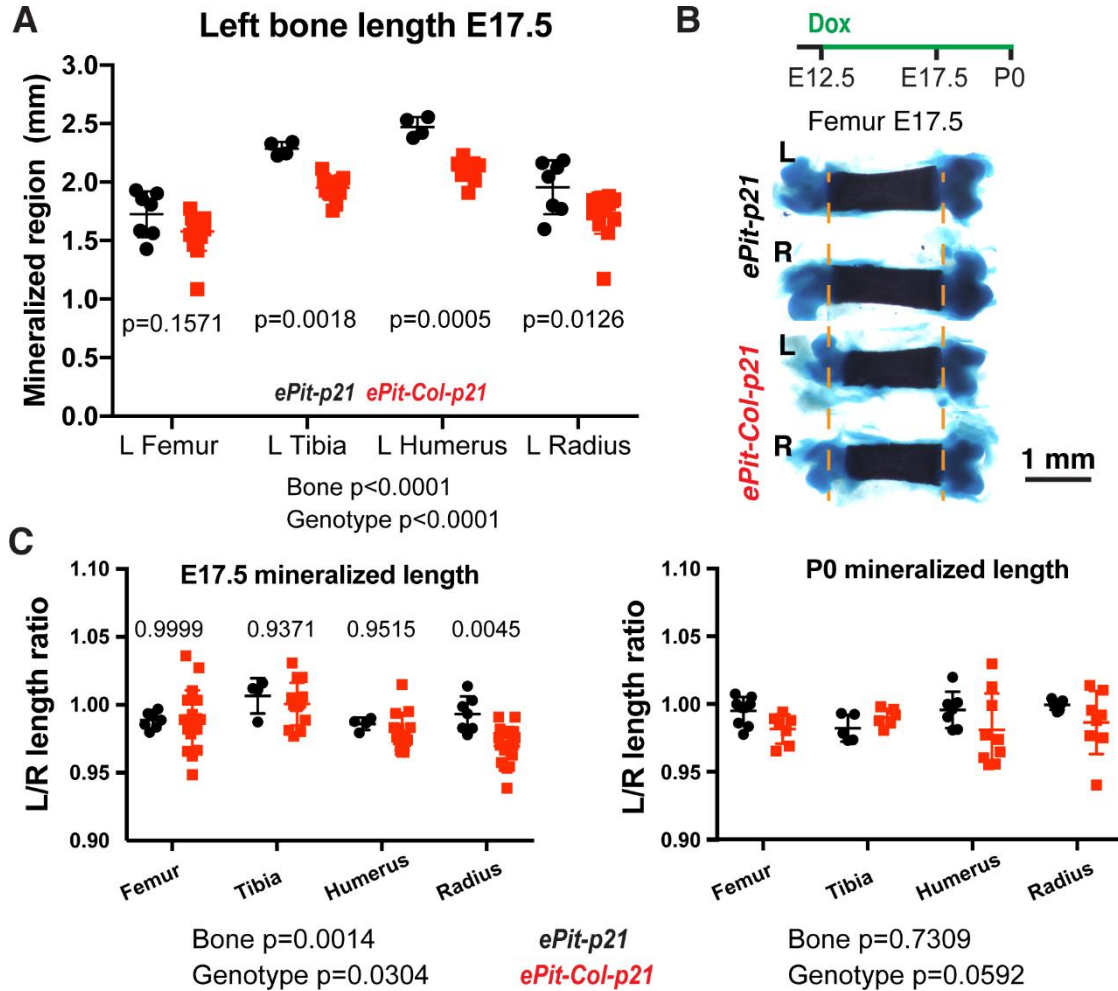 A
Left bone length E17.5
Mineralized region (mm)
3.0
2.5
2.0
1.5
1.0
0.5
0.0
p=0.1571 p=0.0018 p=0.0005 p=0.0126
ePit-p21 ePit-Col-p21
L Femur L Tibia L Humerus L Radius
Bone p<0.0001
Genotype p<0.0001
B
Dox
E12.5 E17.5 P0
Femur E17.5
L
ePit-p21
R
L
ePit-Col-p21
R
1 mm
C
E17.5 mineralized length
L/R length ratio
1.10
1.05
1.00
0.95
0.90
0.9999 0.9371 0.9515 0.0045
Femur Tibia Humerus Radius
Bone p=0.0014
Genotype p=0.0304
ePit-p21
ePit-Col-p21
P0 mineralized length
L/R length ratio
1.10
1.05
1.00
0.95
0.90
Femur Tibia Humerus Radius
Bone p=0.7309
Genotype p=0.0592